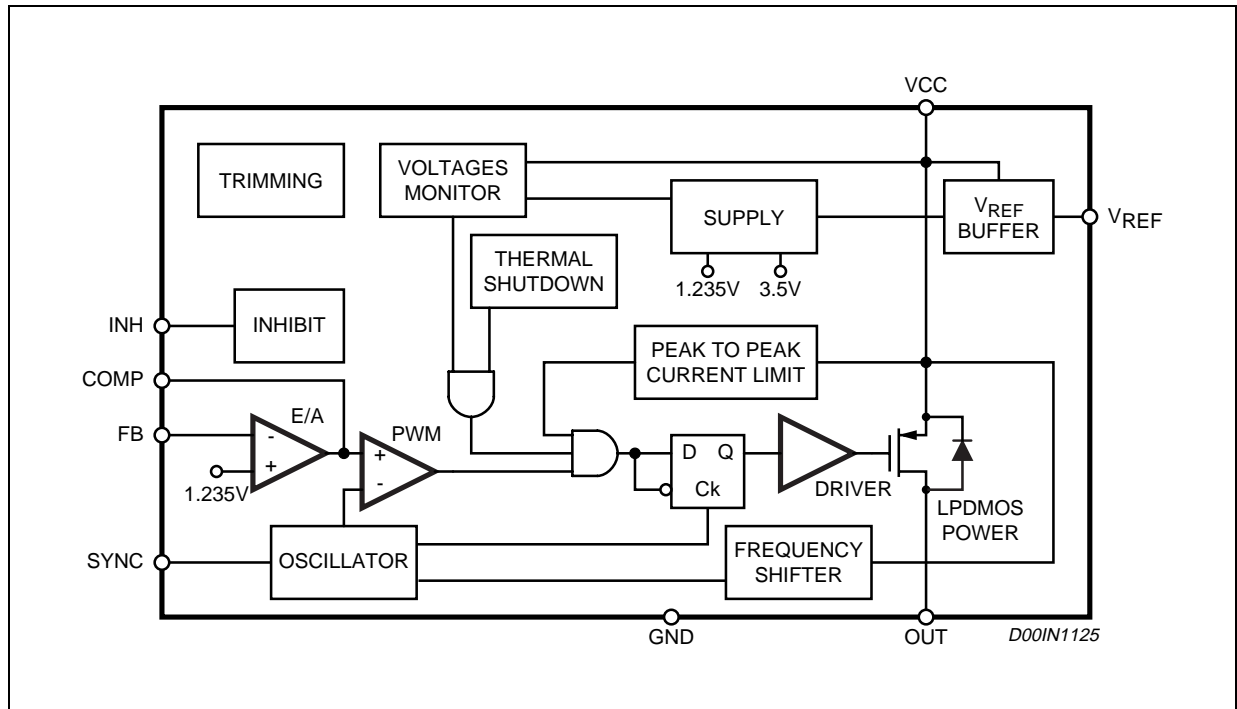 VCC
TRIMMING
VOLTAGES
MONITOR
SUPPLY
VREF
BUFFER
VREF
THERMAL
SHUTDOWN
1.235V
3.5V
INH
INHIBIT
PEAK TO PEAK
CURRENT LIMIT
COMP
E/A
PWM
FB
-
+
1.235V
+
-
D
Q
Ck
DRIVER
LPDMOS
POWER
SYNC
OSCILLATOR
FREQUENCY
SHIFTER
GND
OUT
D00IN1125